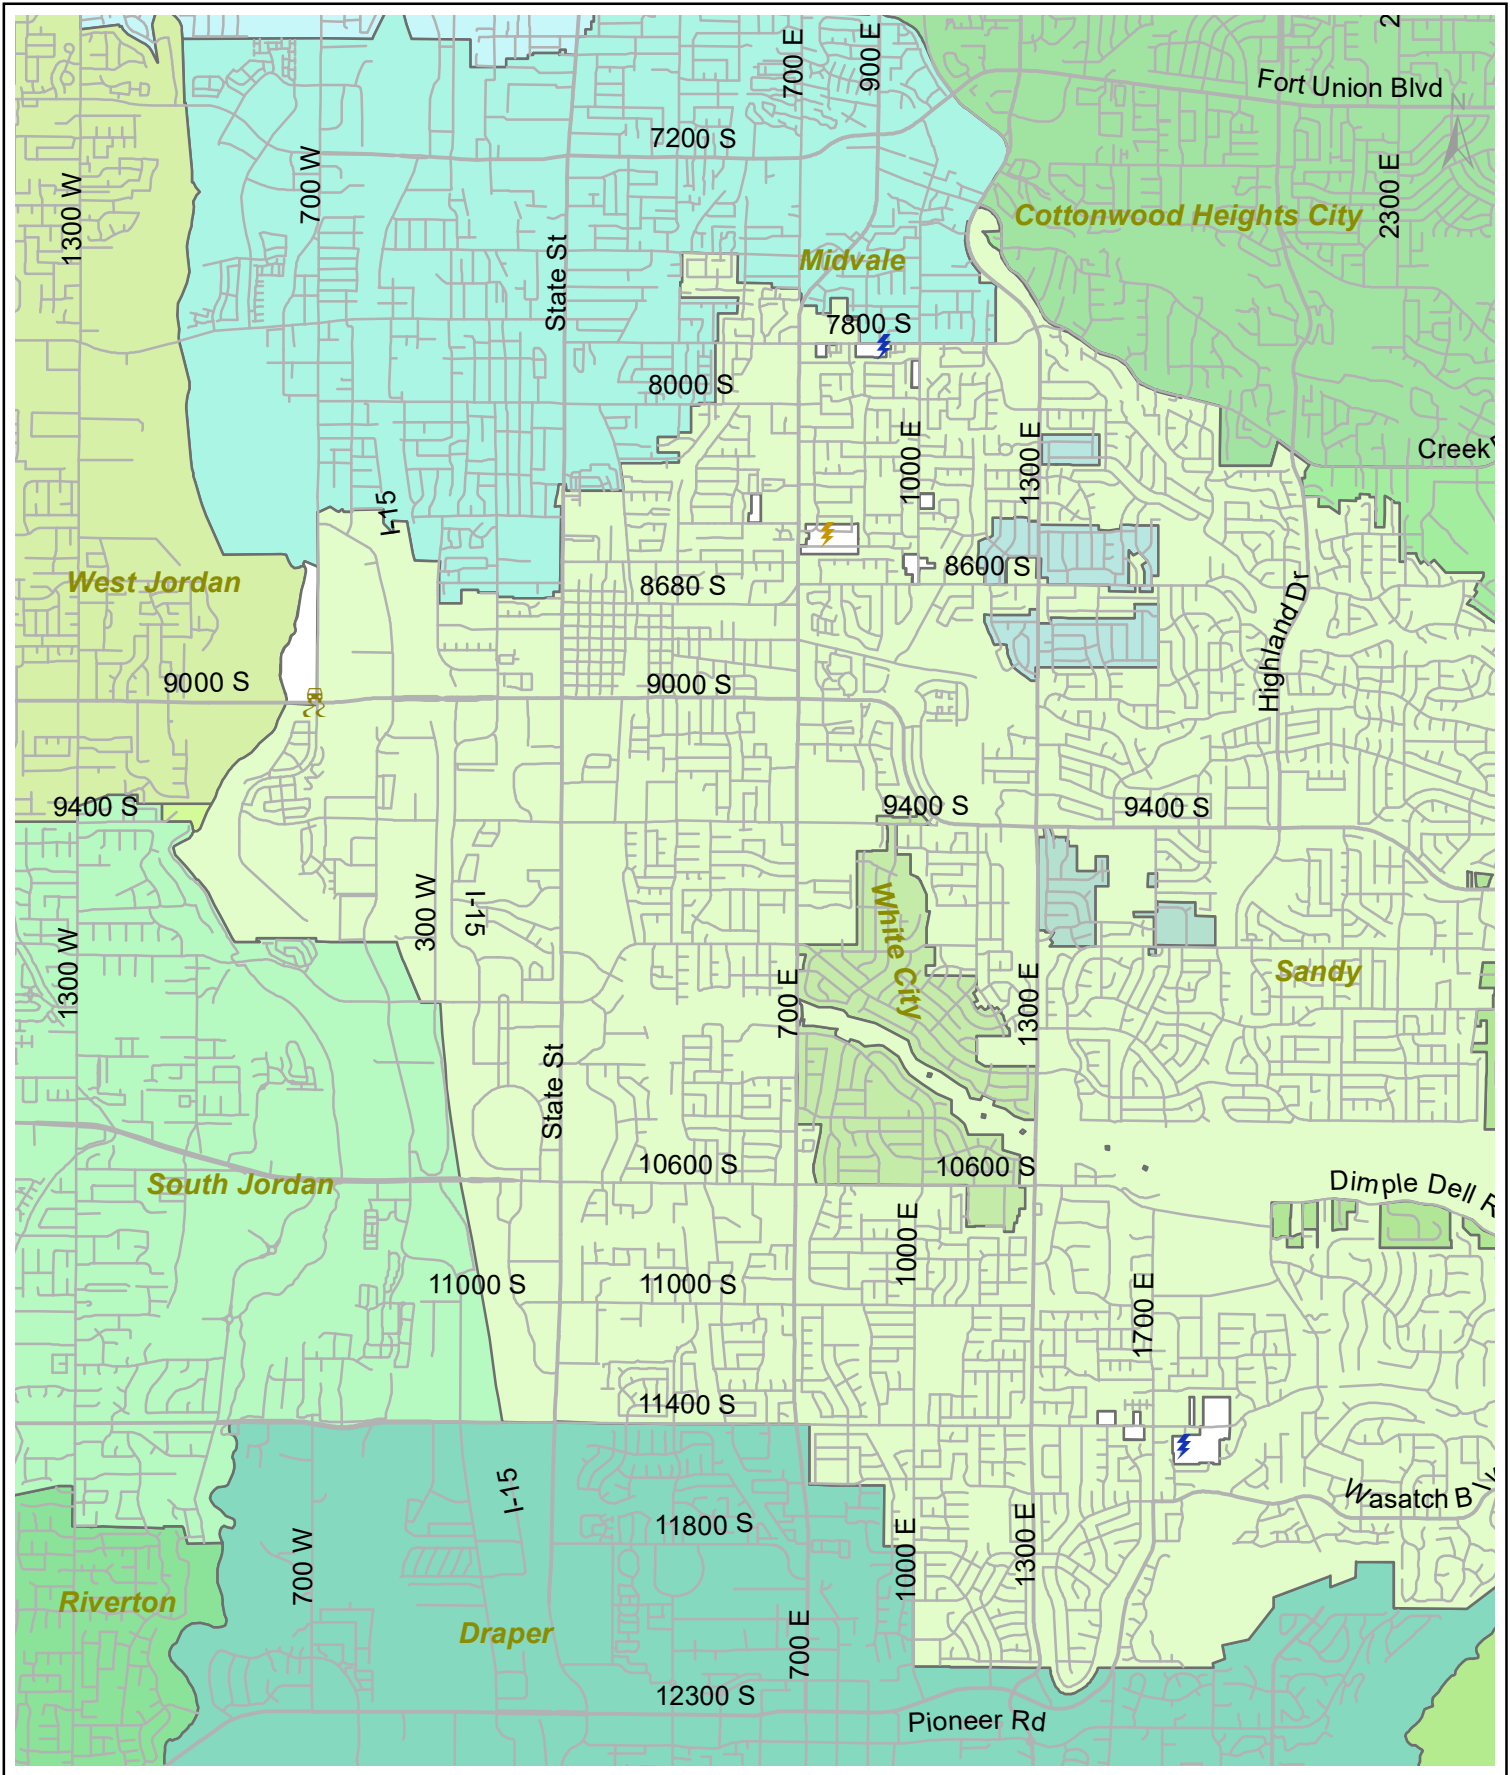 2
700 E
900 E
Fort Union Blvd
N
7200 S
1300 W
700 W
2300 E
Cottonwood Heights City
Midvale
State St
7800 S
8000 S
1000 E
1300 E
Creek
I-15
8600 S
West Jordan
8680 S
Highland Dr
9000 S
9000 S
9400 S
9400 S
9400 S
300 W
I-15
White City
1300 W
700 E
1300 E
Sandy
State St
10600 S
10600 S
South Jordan
Dimple Dell R
1000 E
11000 S
11000 S
1700 E
11400 S
I-15
Wasatch Blv
11800 S
700 W
1000 E
1300 E
Riverton
Draper
700 E
12300 S
Pioneer Rd